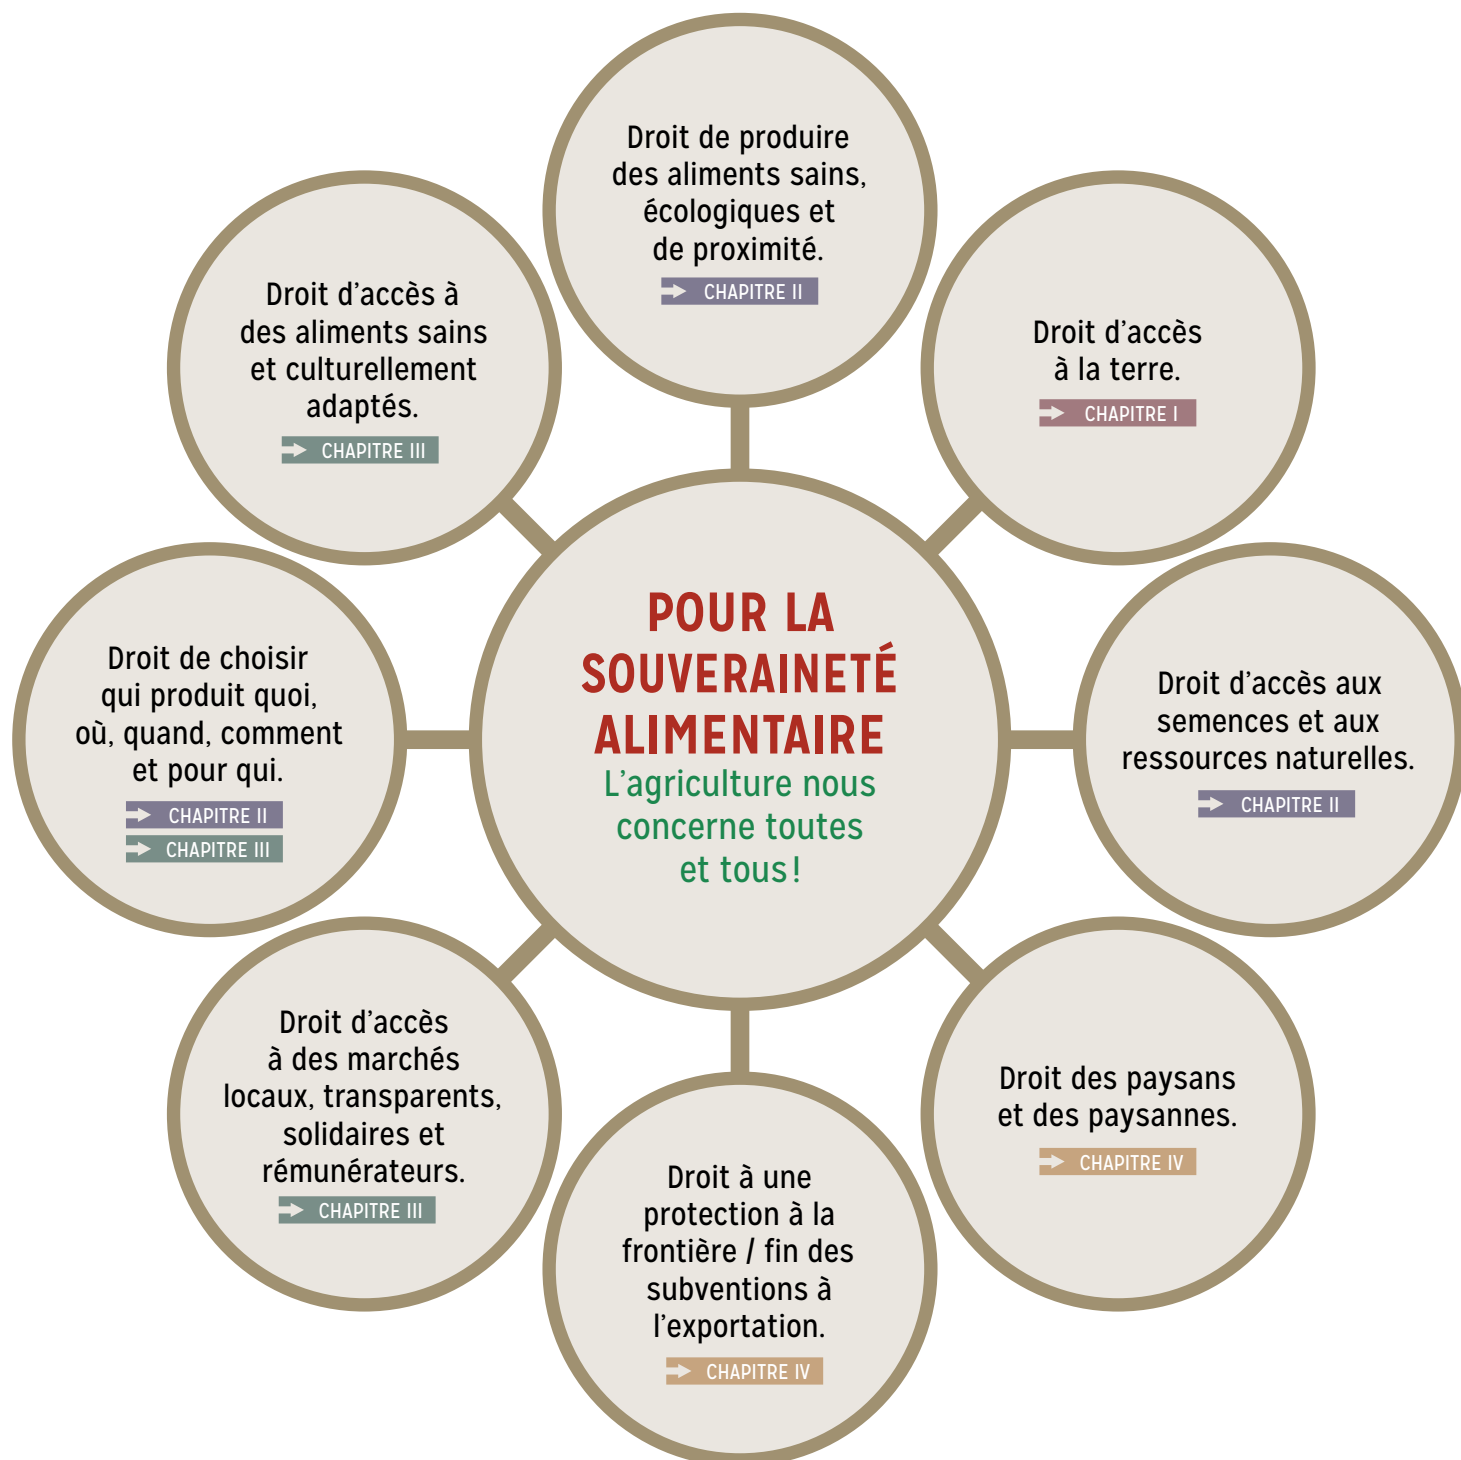 Droit de produire
des aliments sains,
écologiques et
de proximité.
CHAPITRE II
Droit d'accès
à la terre.
CHAPITRE I
Droit d'accès aux
semences et aux
ressources naturelles.
CHAPITRE II
Droit des paysans
et des paysannes.
CHAPITRE IV
Droit à une
protection à la
frontière / fin des
subventions à
l'exportation.
CHAPITRE IV
Droit d'accès
à des marchés
locaux, transparents,
solidaires et
rémunérateurs.
CHAPITRE III
Droit de choisir
qui produit quoi,
où, quand, comment
et pour qui.
CHAPITRE II
CHAPITRE III
Droit d'accès à
des aliments sains
et culturellement
adaptés.
CHAPITRE III
POUR LA
SOUVERAINETÉ
ALIMENTAIRE
L'agriculture nous
concerne toutes
et tous !